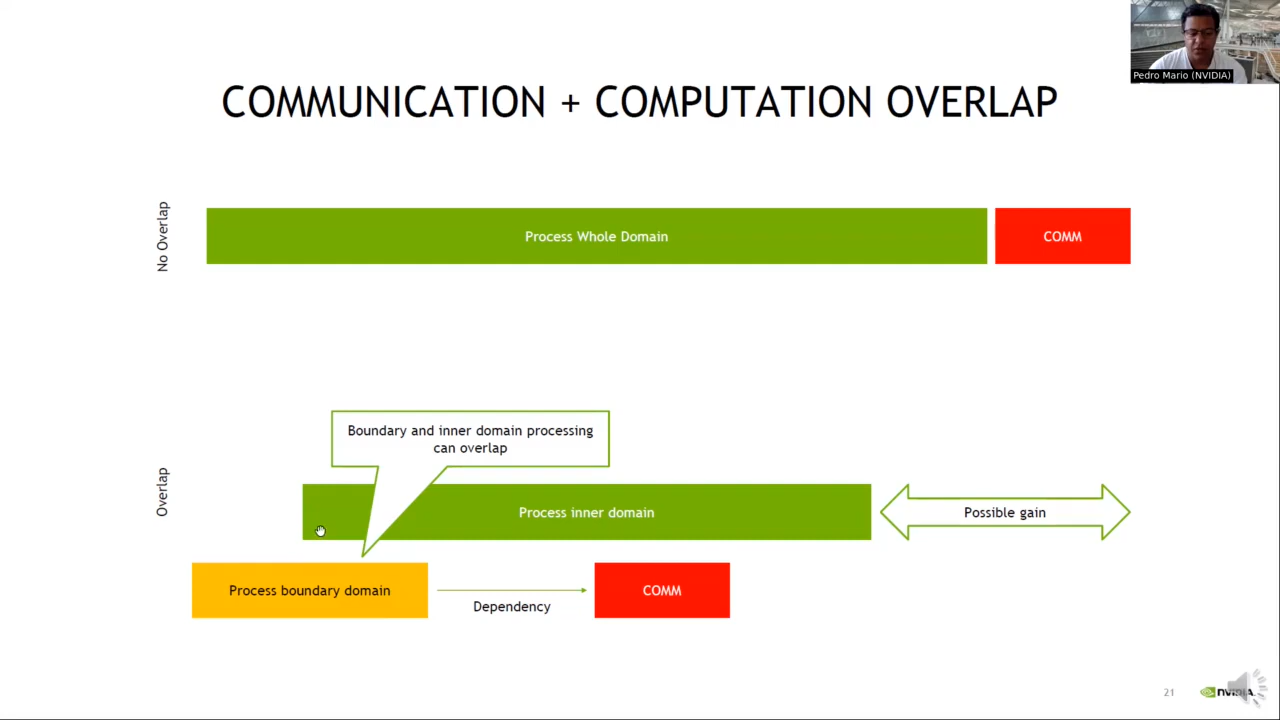 Pedro Mario (NVIDIA)
COMMUNICATION + COMPUTATION OVERLAP
No Overlap
Process Whole Domain
COMM
Boundary and inner domain processing
can overlap
Overlap
Process inner domain
Possible gain
Process boundary domain
Dependency
COMM
21
NVIDIA.